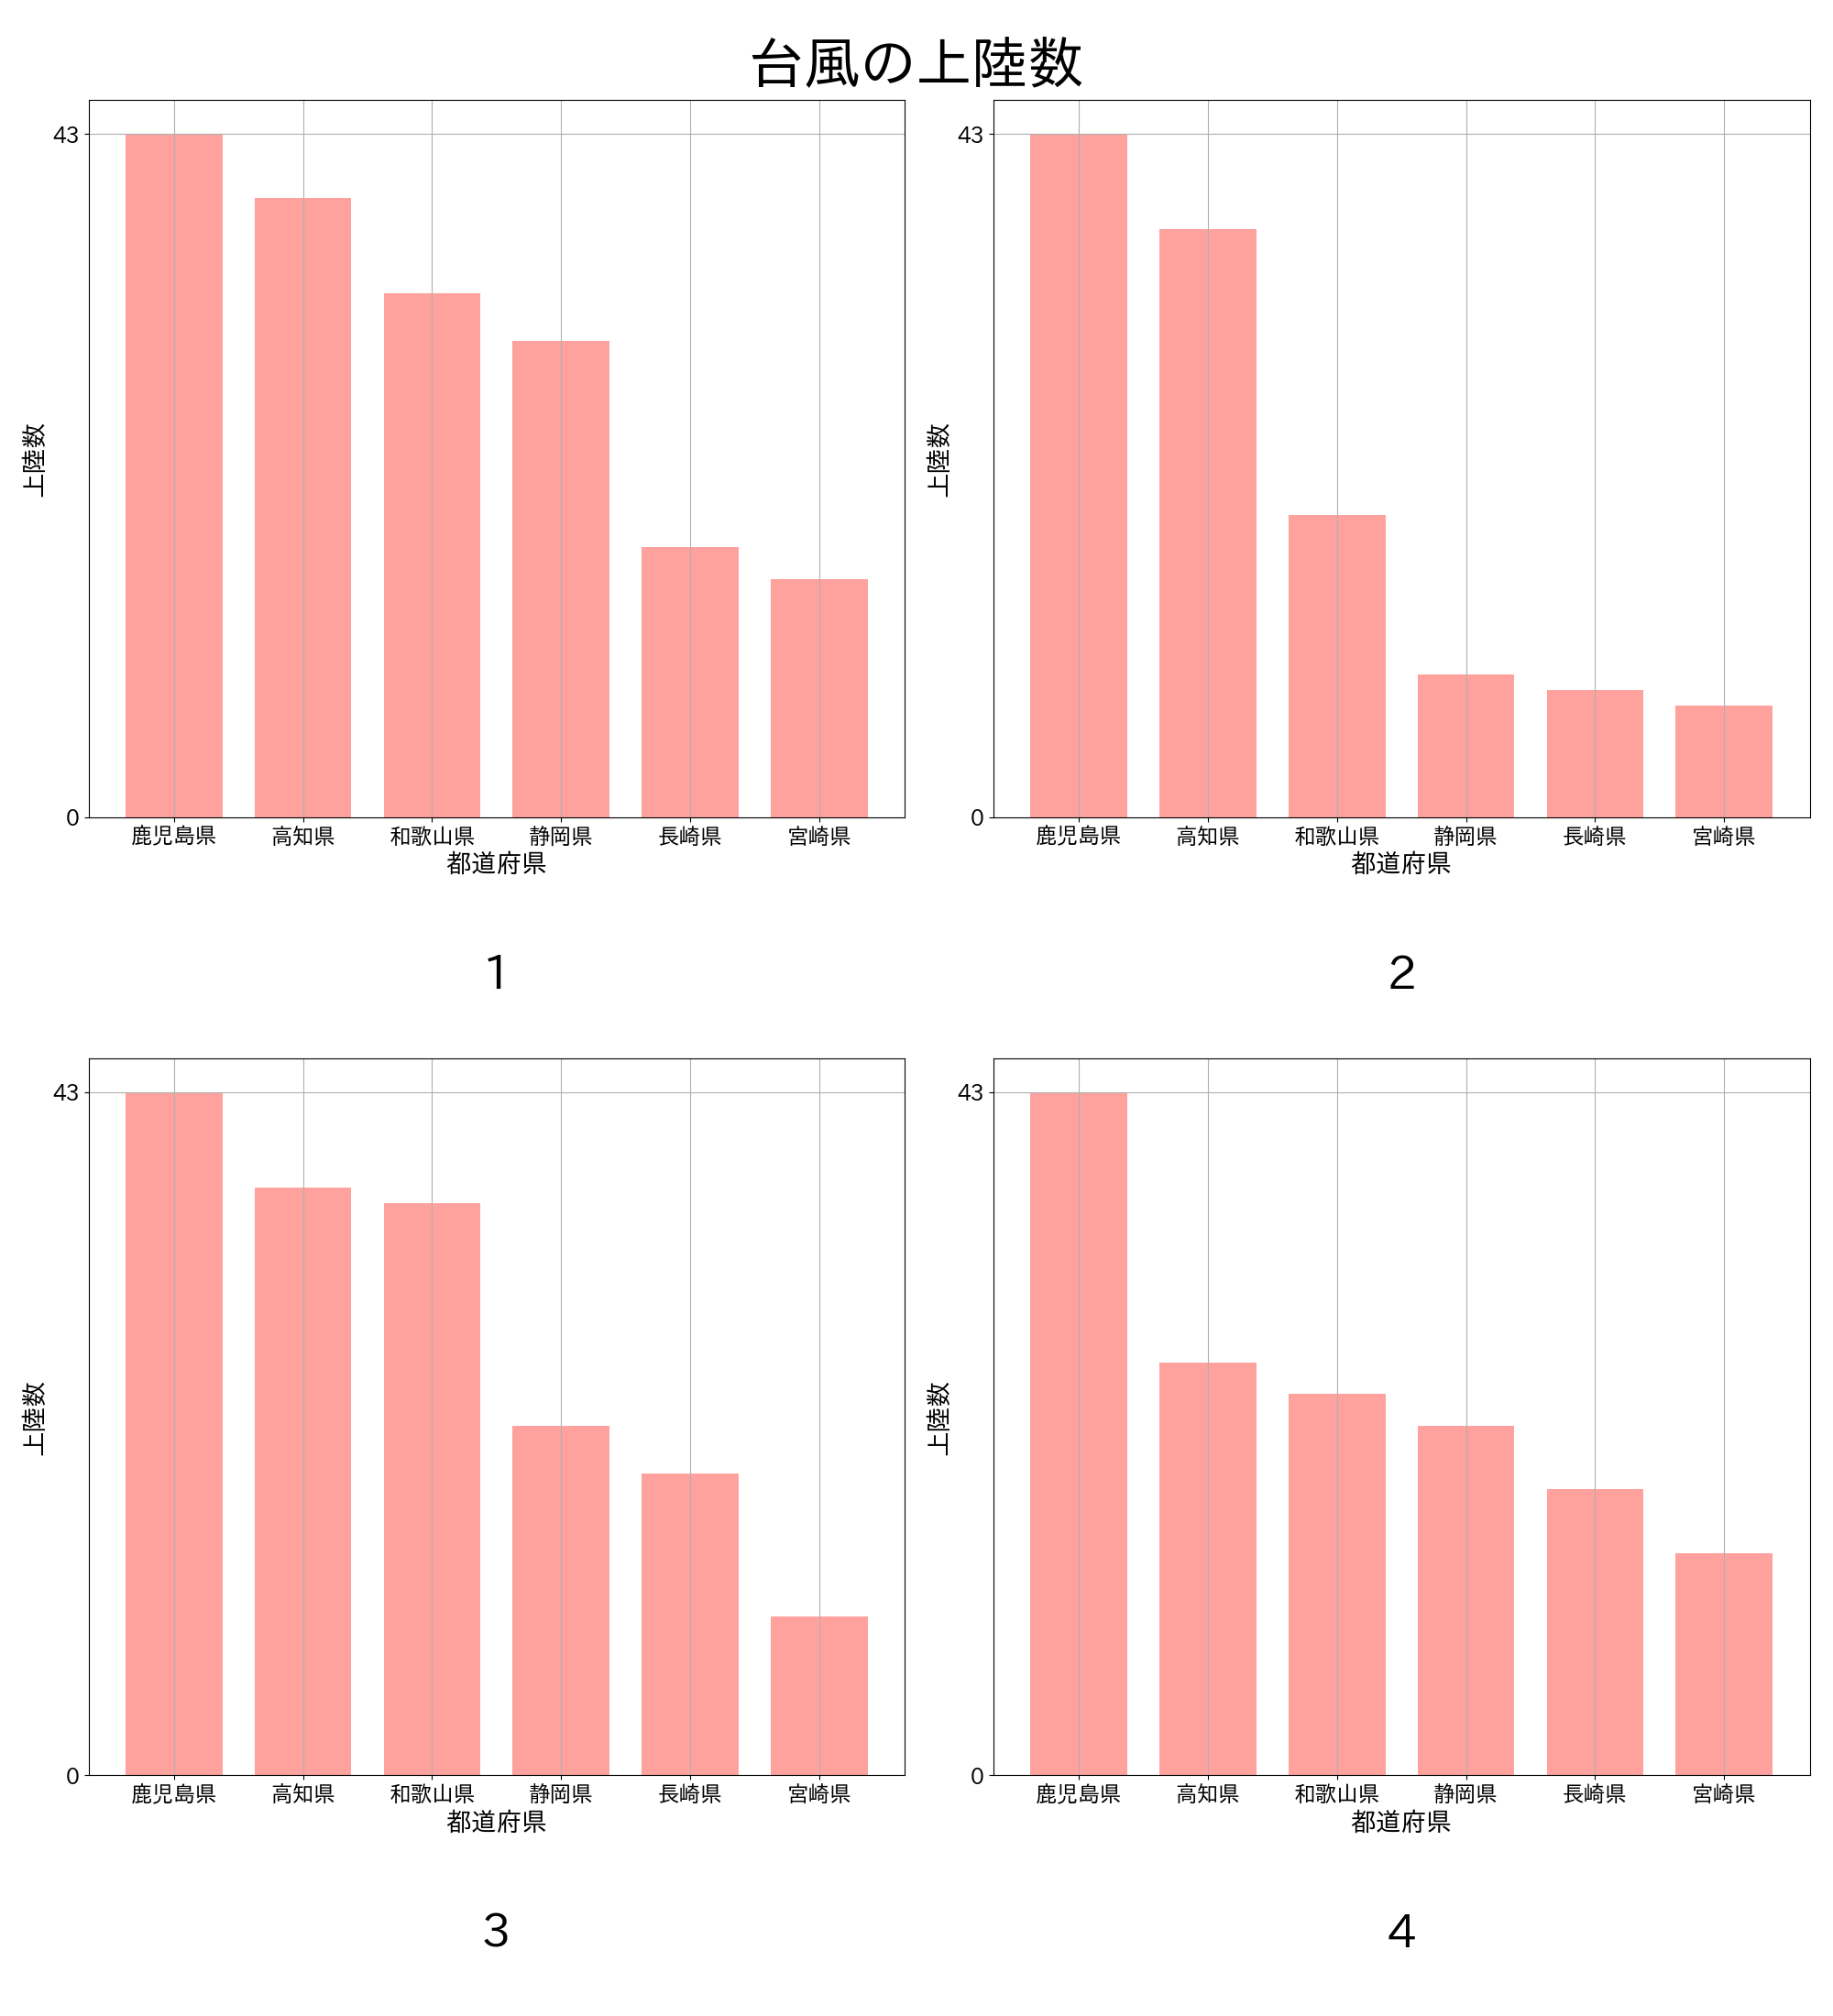 台風の上陸数
43
0
上陸数
鹿児島県 高知県 和歌山県 静岡県 長崎県 宮崎県
都道府県
1
43
0
上陸数
鹿児島県 高知県 和歌山県 静岡県 長崎県 宮崎県
都道府県
2
43
0
上陸数
鹿児島県 高知県 和歌山県 静岡県 長崎県 宮崎県
都道府県
3
43
0
上陸数
鹿児島県 高知県 和歌山県 静岡県 長崎県 宮崎県
都道府県
4